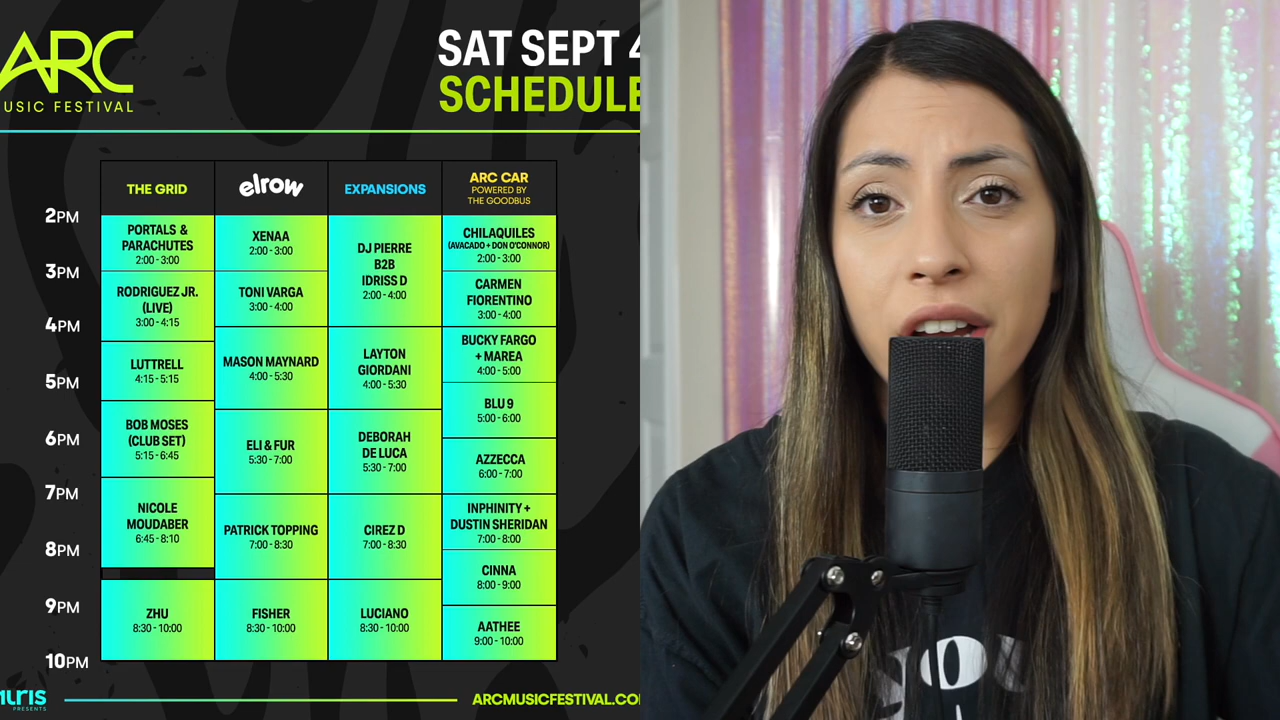 ARC
MUSIC FESTIVAL
SAT SEPT 4
SCHEDULE
THE GRID
elrow
EXPANSIONS
ARC CAR
POWERED BY
THE GOODBUS
2PM
3PM
4PM
5PM
6PM
7PM
8PM
9PM
10PM
PORTALS &
PARACHUTES
2:00 - 3:00
RODRIGUEZ JR.
(LIVE)
3:00 - 4:15
LUTTRELL
4:15 - 5:15
BOB MOSES
(CLUB SET)
5:15 - 6:45
NICOLE
MOUDABER
6:45 - 8:10
ZHU
8:30 - 10:00
XENAA
2:00 - 3:00
TONI VARGA
3:00 - 4:00
MASON MAYNARD
4:00 - 5:30
ELI & FUR
5:30 - 7:00
PATRICK TOPPING
7:00 - 8:30
FISHER
8:30 - 10:00
DJ PIERRE
B2B
IDRISS D
2:00 - 4:00
LAYTON
GIORDANI
4:00 - 5:30
DEBORAH
DE LUCA
5:30 - 7:00
CIREZ D
7:00 - 8:30
LUCIANO
8:30 - 10:00
CHILAQUILES
(AVACADO + DON O'CONNOR)
2:00 - 3:00
CARMEN
FIORENTINO
3:00 - 4:00
BUCKY FARGO
+ MAREA
4:00 - 5:00
BLU 9
5:00 - 6:00
AZZECCA
6:00 - 7:00
INPHINITY +
DUSTIN SHERIDAN
7:00 - 8:00
CINNA
8:00 - 9:00
AATHEE
9:00 - 10:00
PRESENTS
ARCMUSICFESTIVAL.CO
YOU